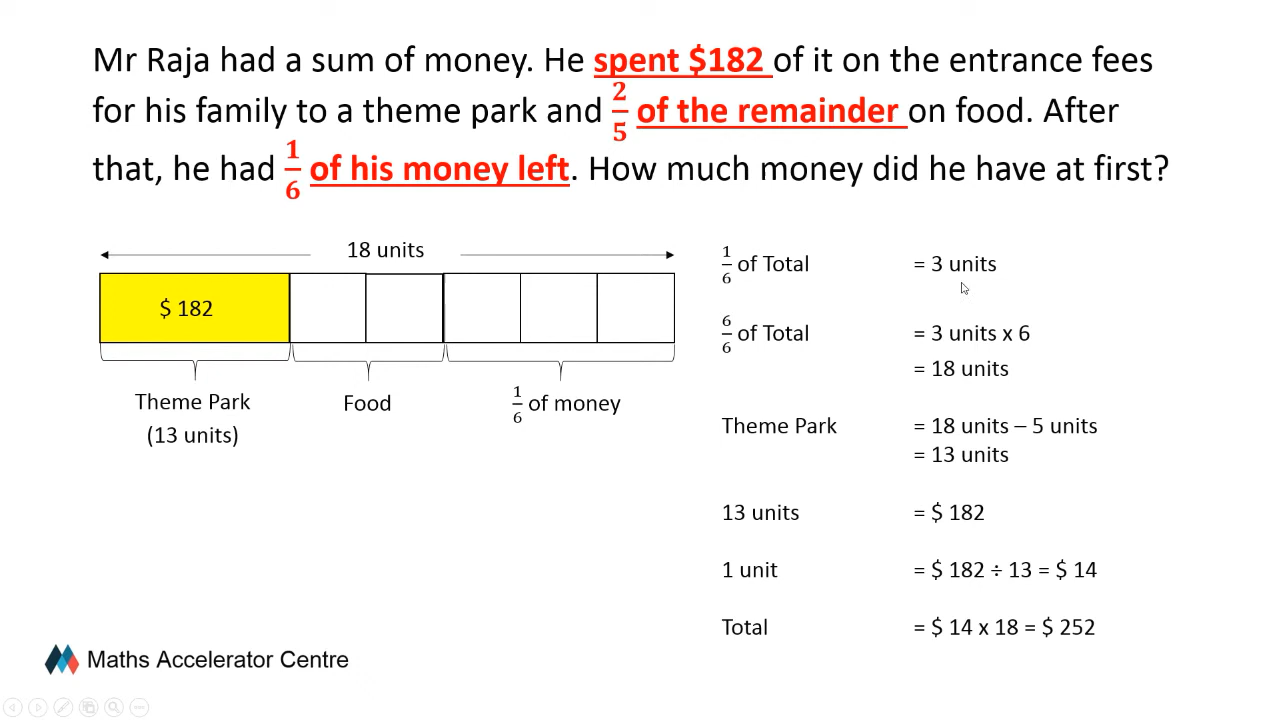 Mr Raja had a sum of money. He spent $182 of it on the entrance fees
for his family to a theme park and 2/5 of the remainder on food. After
that, he had 1/6 of his money left. How much money did he have at first?
18 units
$ 182
Theme Park
(13 units)
Food
1/6 of money
1/6 of Total = 3 units
6/6 of Total = 3 units x 6
= 18 units
Theme Park = 18 units – 5 units
= 13 units
13 units = $ 182
1 unit = $ 182 ÷ 13 = $ 14
Total = $ 14 x 18 = $ 252
Maths Accelerator Centre